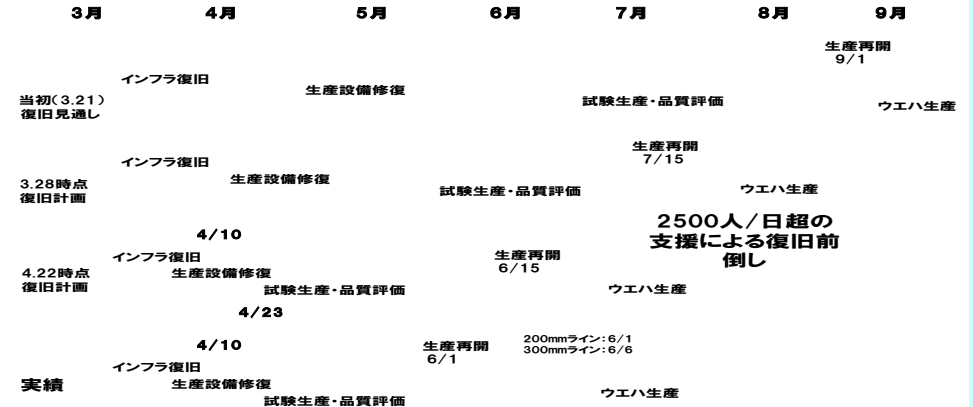 3月 4月 5月 6月 7月 8月 9月
生産再開
9/1
インフラ復旧
生産設備修復
当初(3.21)
復旧見通し
試験生産・品質評価
ウエハ生産
生産再開
7/15
インフラ復旧
生産設備修復
3.28時点
復旧計画
試験生産・品質評価
ウエハ生産
2500人/日超の
支援による復旧前
倒し
4/10
生産再開
6/15
インフラ復旧
4.22時点
復旧計画
生産設備修復
試験生産・品質評価
ウエハ生産
4/23
4/10
生産再開
6/1
200mmライン:6/1
300mmライン:6/6
インフラ復旧
実績
生産設備修復
試験生産・品質評価
ウエハ生産